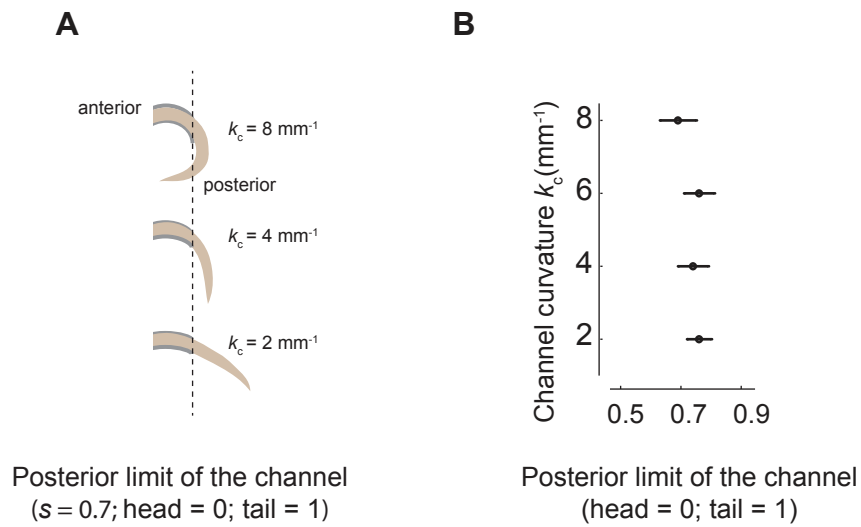 A
anterior
k_c = 8 mm⁻¹
posterior
k_c = 4 mm⁻¹
k_c = 2 mm⁻¹
Posterior limit of the channel
(s = 0.7; head = 0; tail = 1)
B
Channel curvature k_c(mm⁻¹)
8
6
4
2
0.5 0.7 0.9
Posterior limit of the channel
(head = 0; tail = 1)